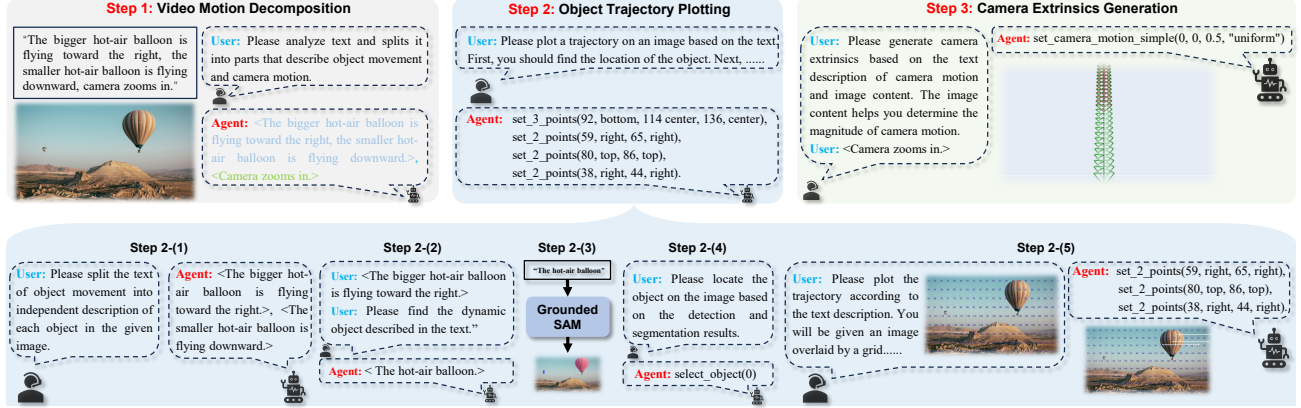 Step 1: Video Motion Decomposition
"The bigger hot-air balloon is
flying toward the right, the
smaller hot-air balloon is flying
downward, camera zooms in."
User: Please analyze text and splits it
into parts that describe object movement
and camera motion.
Agent: <The bigger hot-air balloon is
flying toward the right, the smaller hot-
air balloon is flying downward.>,
<Camera zooms in.>
Step 2: Object Trajectory Plotting
User: Please plot a trajectory on an image based on the text.
First, you should find the location of the object. Next, ......
Agent: set_3_points(92, bottom, 114 center, 136, center),
set_2_points(59, right, 65, right),
set_2_points(80, top, 86, top),
set_2_points(38, right, 44, right).
Step 3: Camera Extrinsics Generation
User: Please generate camera
extrinsics based on the text
description of camera motion
and image content. The image
content helps you determine the
magnitude of camera motion.
User: <Camera zooms in.>
Agent: set_camera_motion_simple(0, 0, 0.5, "uniform")
Step 2-(1)
User: Please split the text
of object movement into
independent description of
each object in the given
image.
Agent: <The bigger hot-
air balloon is flying
toward the right.>, <The
smaller hot-air balloon is
flying downward.>
Step 2-(2)
User: <The bigger hot-air balloon
is flying toward the right.>
User: Please find the dynamic
object described in the text."
Agent: < The hot-air balloon.>
Step 2-(3)
"The hot-air balloon"
Grounded
SAM
Step 2-(4)
User: Please locate the
object on the image based
on the detection and
segmentation results.
Agent: select_object(0)
Step 2-(5)
User: Please plot the
trajectory according to
the text description. You
will be given an image
overlaid by a grid......
Agent: set_2_points(59, right, 65, right),
set_2_points(80, top, 86, top),
set_2_points(38, right, 44, right).